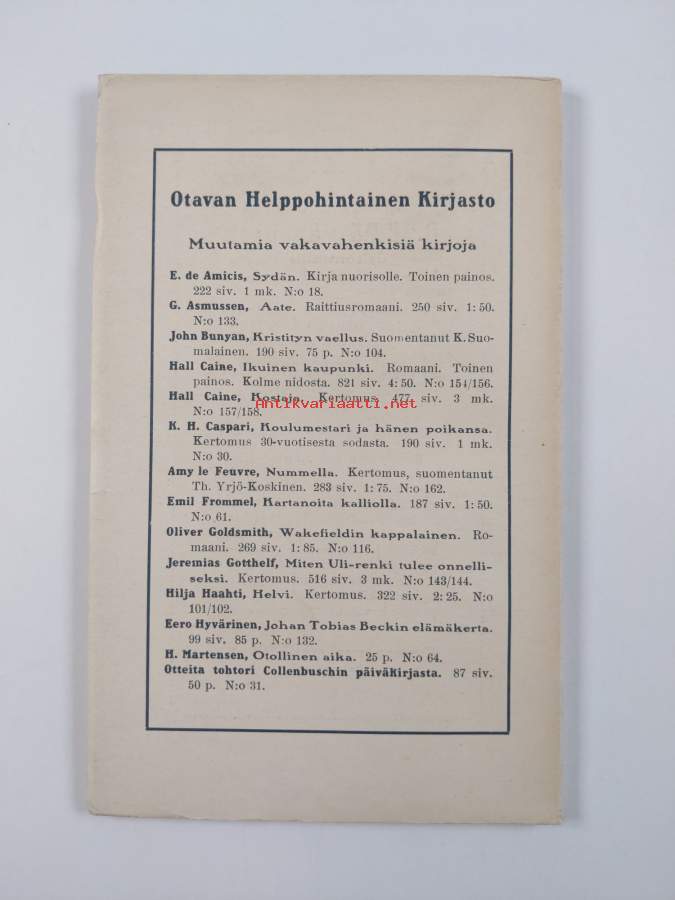 Otavan Helppohintainen Kirjasto
Muutamia vakavahenkisiä kirjoja
E. de Amicis, Sydän. Kirja nuorisolle. Toinen painos.
222 siv. 1 mk. N:o 18.
G. Asmussen, Aate. Raittiusromaani. 250 siv. 1:50.
N:o 133.
John Bunyan, Kristityn vaellus. Suomentanut K. Suo-
malainen. 190 siv. 75 p. N:o 104.
Hall Caine, Ikuinen kaupunki. Romaani. Toinen
painos. Kolme nidosta. 821 siv. 4:50. N:o 154/156.
Hall Caine, Kostaja. Kertomus. 477 siv. 3 mk.
Antikvariaatti.net
N:o 157/158.
K. H. Caspari, Koulumestari ja hänen poikansa.
Kertomus 30-vuotisesta sodasta. 190 siv. 1 mk.
N:o 30.
Amy le Feuvre, Nummella. Kertomus, suomentanut
Th. Yrjö-Koskinen. 283 siv. 1:75. N:o 162.
Emil Frommel, Kartanoita kalliolla. 187 siv. 1:50.
N:o 61.
Oliver Goldsmith, Wakefieldin kappalainen. Ro-
maani. 269 siv. 1:85. N:o 116.
Jeremias Gotthelf, Miten Uli-renki tulee onnelli-
seksi. Kertomus. 516 siv. 3 mk. N:o 143/144.
Hilja Haahti, Helvi. Kertomus. 322 siv. 2:25. N:o
101/102.
Eero Hyvärinen, Johan Tobias Beckin elämäkerta.
99 siv. 85 p. N:o 132.
H. Martensen, Otollinen aika. 25 p. N:o 64.
Otteita tohtori Collenbuschin päiväkirjasta. 87 siv.
50 p. N:o 31.